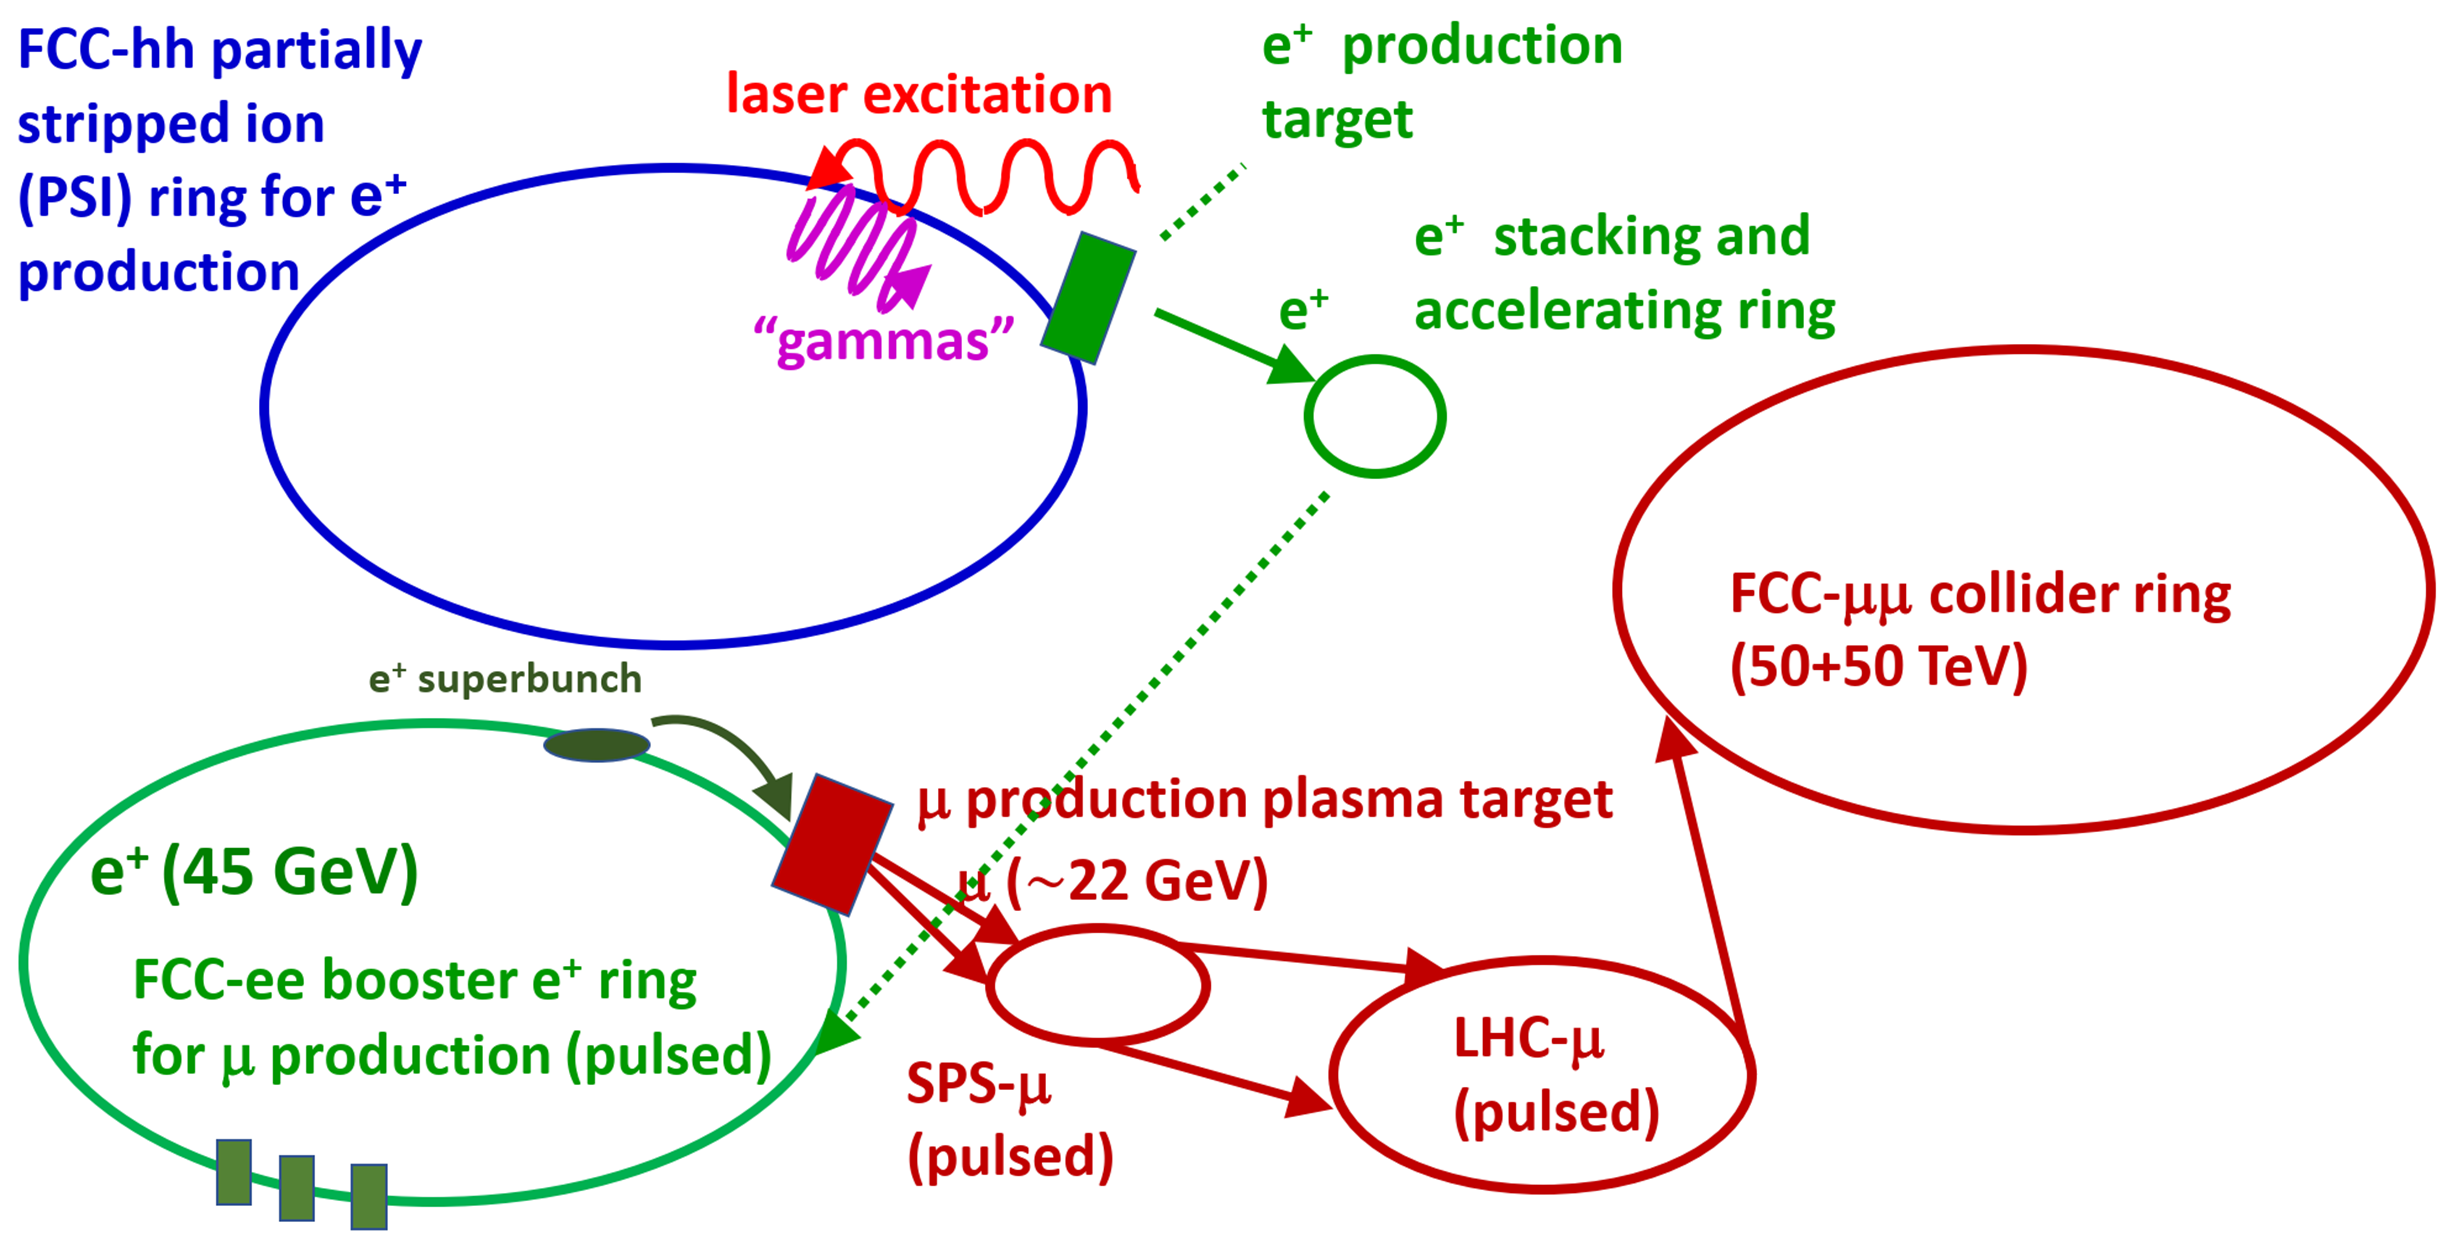 FCC-hh partially
stripped ion
(PSI) ring for e⁺
production
laser excitation
“gammas”
e⁺ production
target
e⁺ stacking and
accelerating ring
e⁺
FCC-μμ collider ring
(50+50 TeV)
e⁺ superbunch
μ production plasma target
μ (~22 GeV)
e⁺ (45 GeV)
FCC-ee booster e⁺ ring
for μ production (pulsed)
SPS-μ
(pulsed)
LHC-μ
(pulsed)